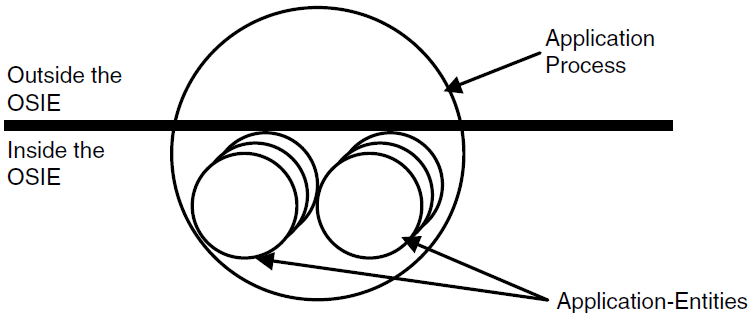 Application
Process
Outside the
OSIE
Inside the
OSIE
Application-Entities